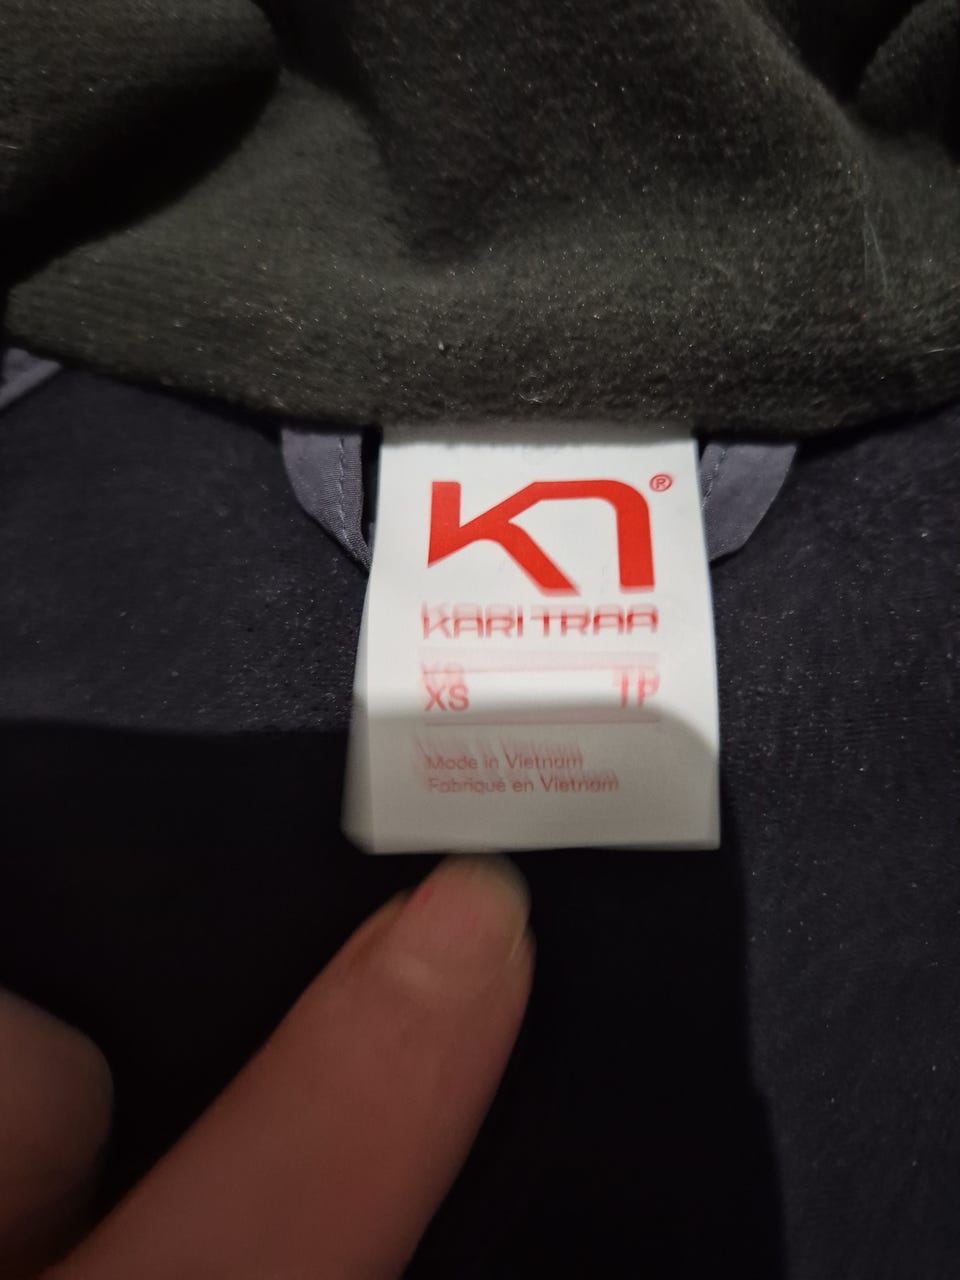 ®
KARI TRAA
XS TP
Made in Vietnam
Fabriqué en Vietnam